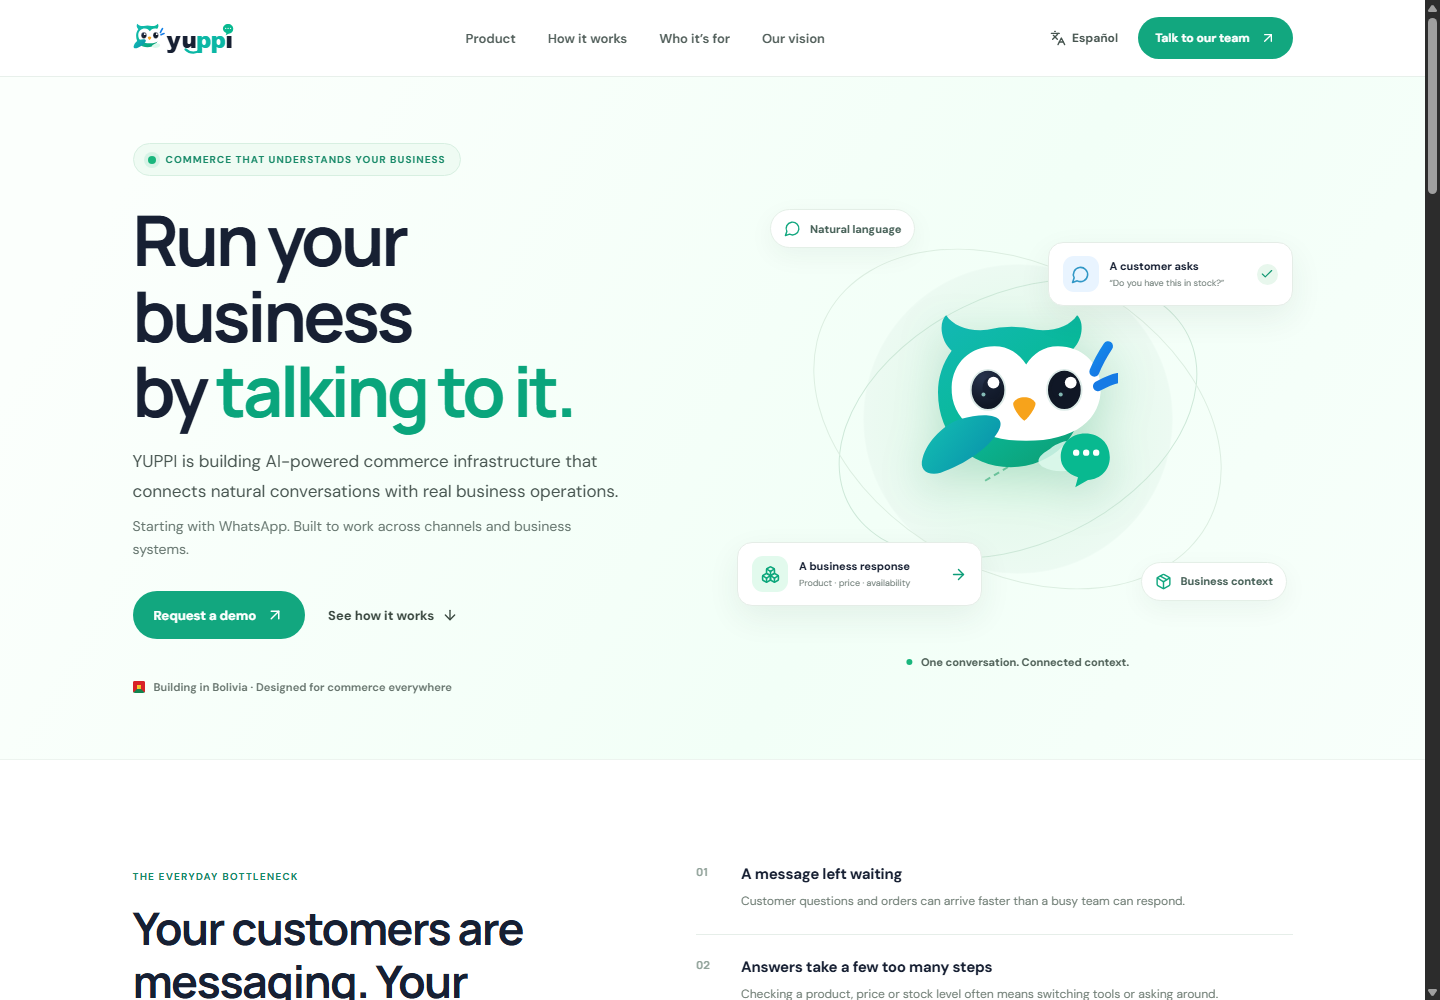 yuppi
Product
How it works
Who it's for
Our vision
Español
Talk to our team
COMMERCE THAT UNDERSTANDS YOUR BUSINESS
Run your
business
by talking to it.
YUPPI is building AI-powered commerce infrastructure that
connects natural conversations with real business operations.
Starting with WhatsApp. Built to work across channels and business
systems.
Request a demo
See how it works
Building in Bolivia · Designed for commerce everywhere
Natural language
A customer asks
“Do you have this in stock?”
A business response
Product · price · availability
Business context
One conversation. Connected context.
THE EVERYDAY BOTTLENECK
Your customers are
messaging. Your
01
A message left waiting
Customer questions and orders can arrive faster than a busy team can respond.
02
Answers take a few too many steps
Checking a product, price or stock level often means switching tools or asking around.